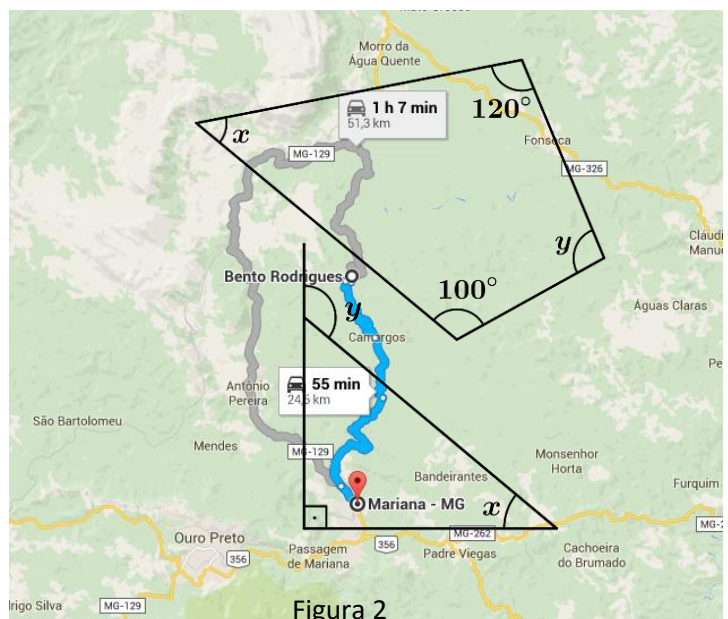 Morro da
Água Quente
1 h 7 min
51,3 km
120°
x
Fonseca
MG-129
MG-326
y
Bento Rodrigues
100°
Águas Claras
y
Camargos
55 min
24,5 km
Antônio
Pereira
São Bartolomeu
Mendes
MG-129
Monsenhor
Horta
Bandeirantes
Furquim
x
Mariana - MG
Ouro Preto
356
Passagem
de Mariana
356
MG-262
Padre Viegas
Cachoeira
do Brumado
MG-129
Figura 2